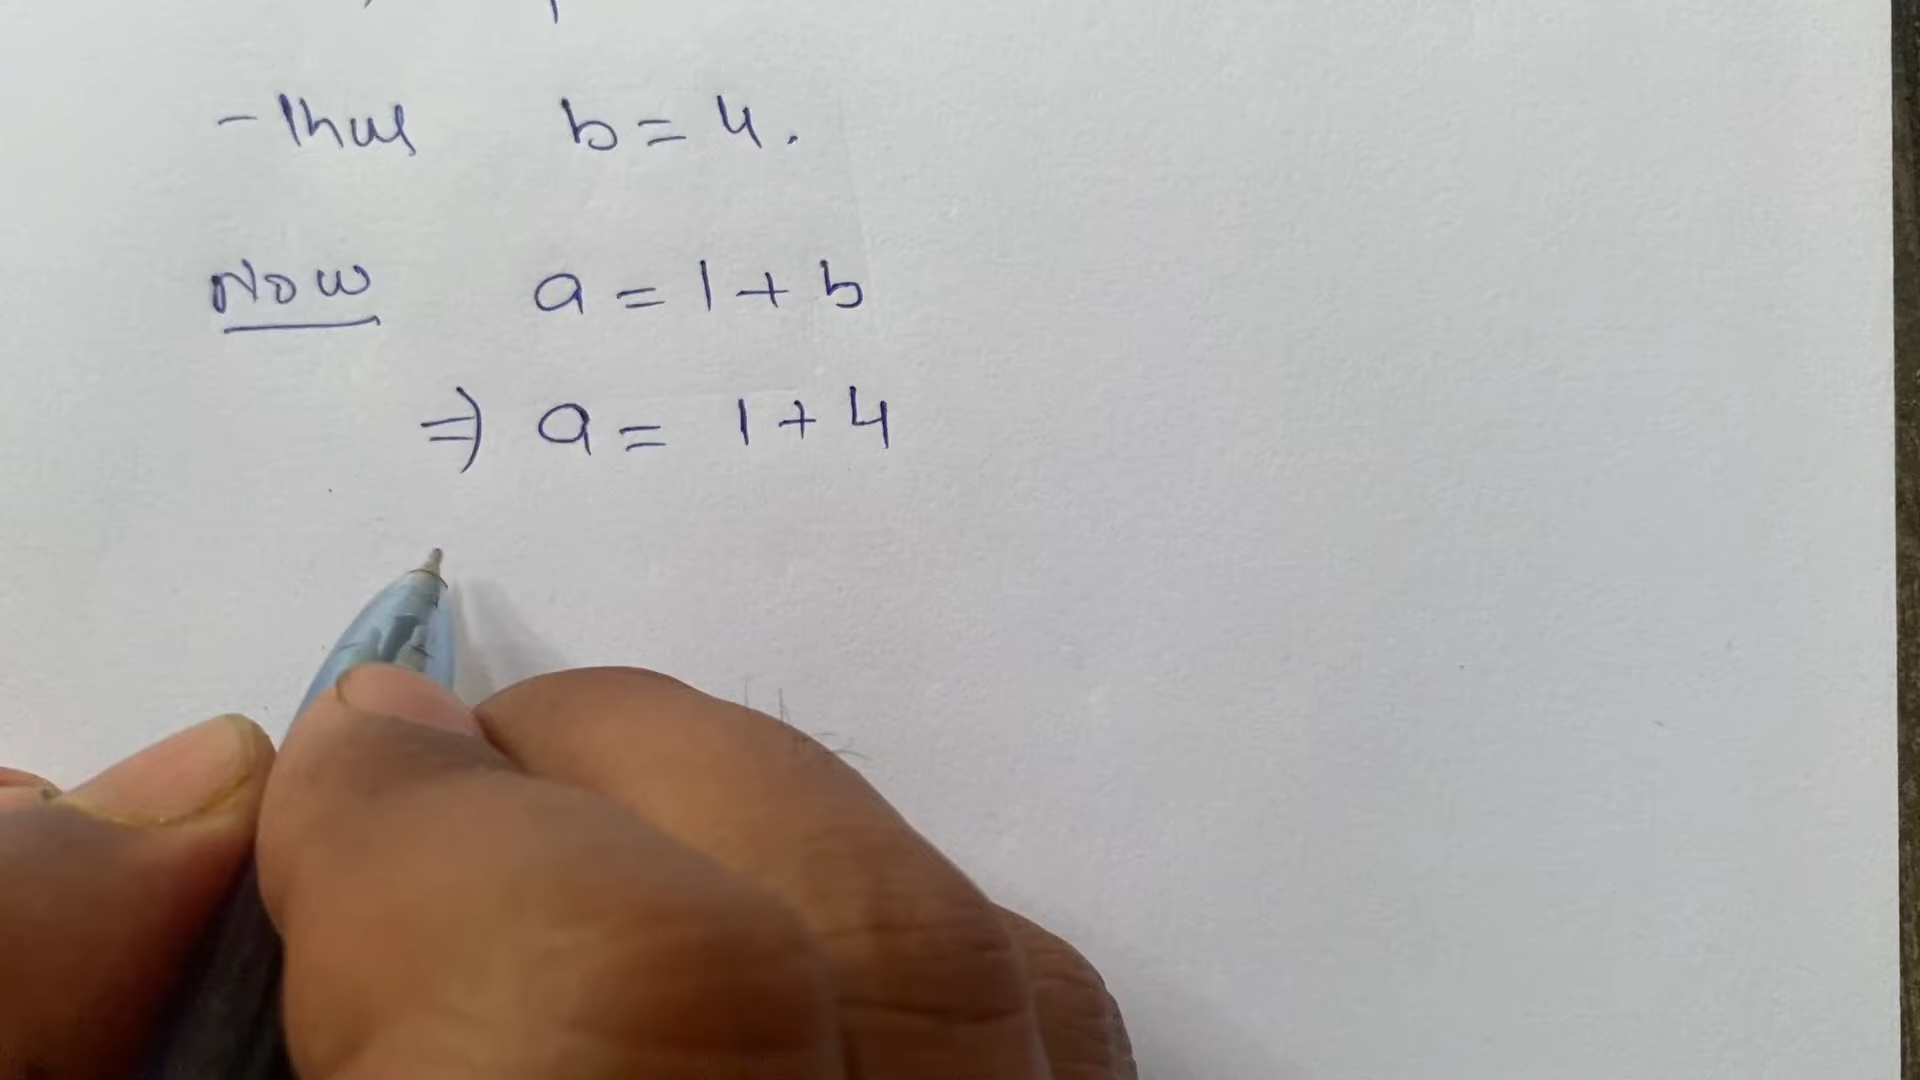 Thus b = 4.
Now a = 1 + b
⇒ a = 1 + 4